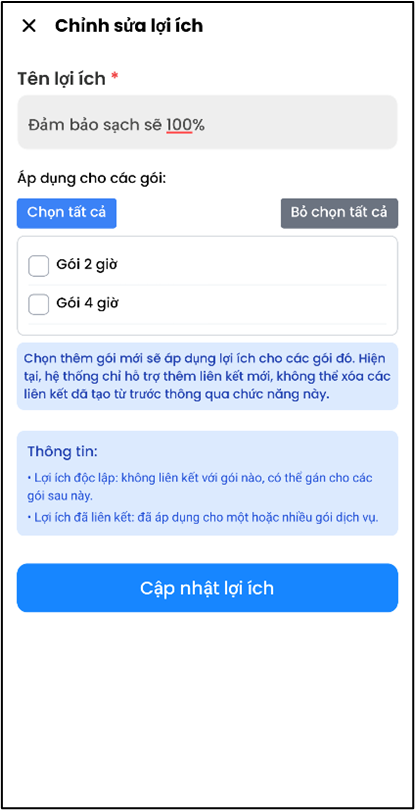 Chỉnh sửa lợi ích
Tên lợi ích *
Đảm bảo sạch sẽ 100%
Áp dụng cho các gói:
Chọn tất cả
Bỏ chọn tất cả
Gói 2 giờ
Gói 4 giờ
Chọn thêm gói mới sẽ áp dụng lợi ích cho các gói đó. Hiện
tại, hệ thống chỉ hỗ trợ thêm liên kết mới, không thể xóa các
liên kết đã tạo từ trước thông qua chức năng này.
Thông tin:
• Lợi ích độc lập: không liên kết với gói nào, có thể gán cho các
gói sau này.
• Lợi ích đã liên kết: đã áp dụng cho một hoặc nhiều gói dịch vụ.
Cập nhật lợi ích